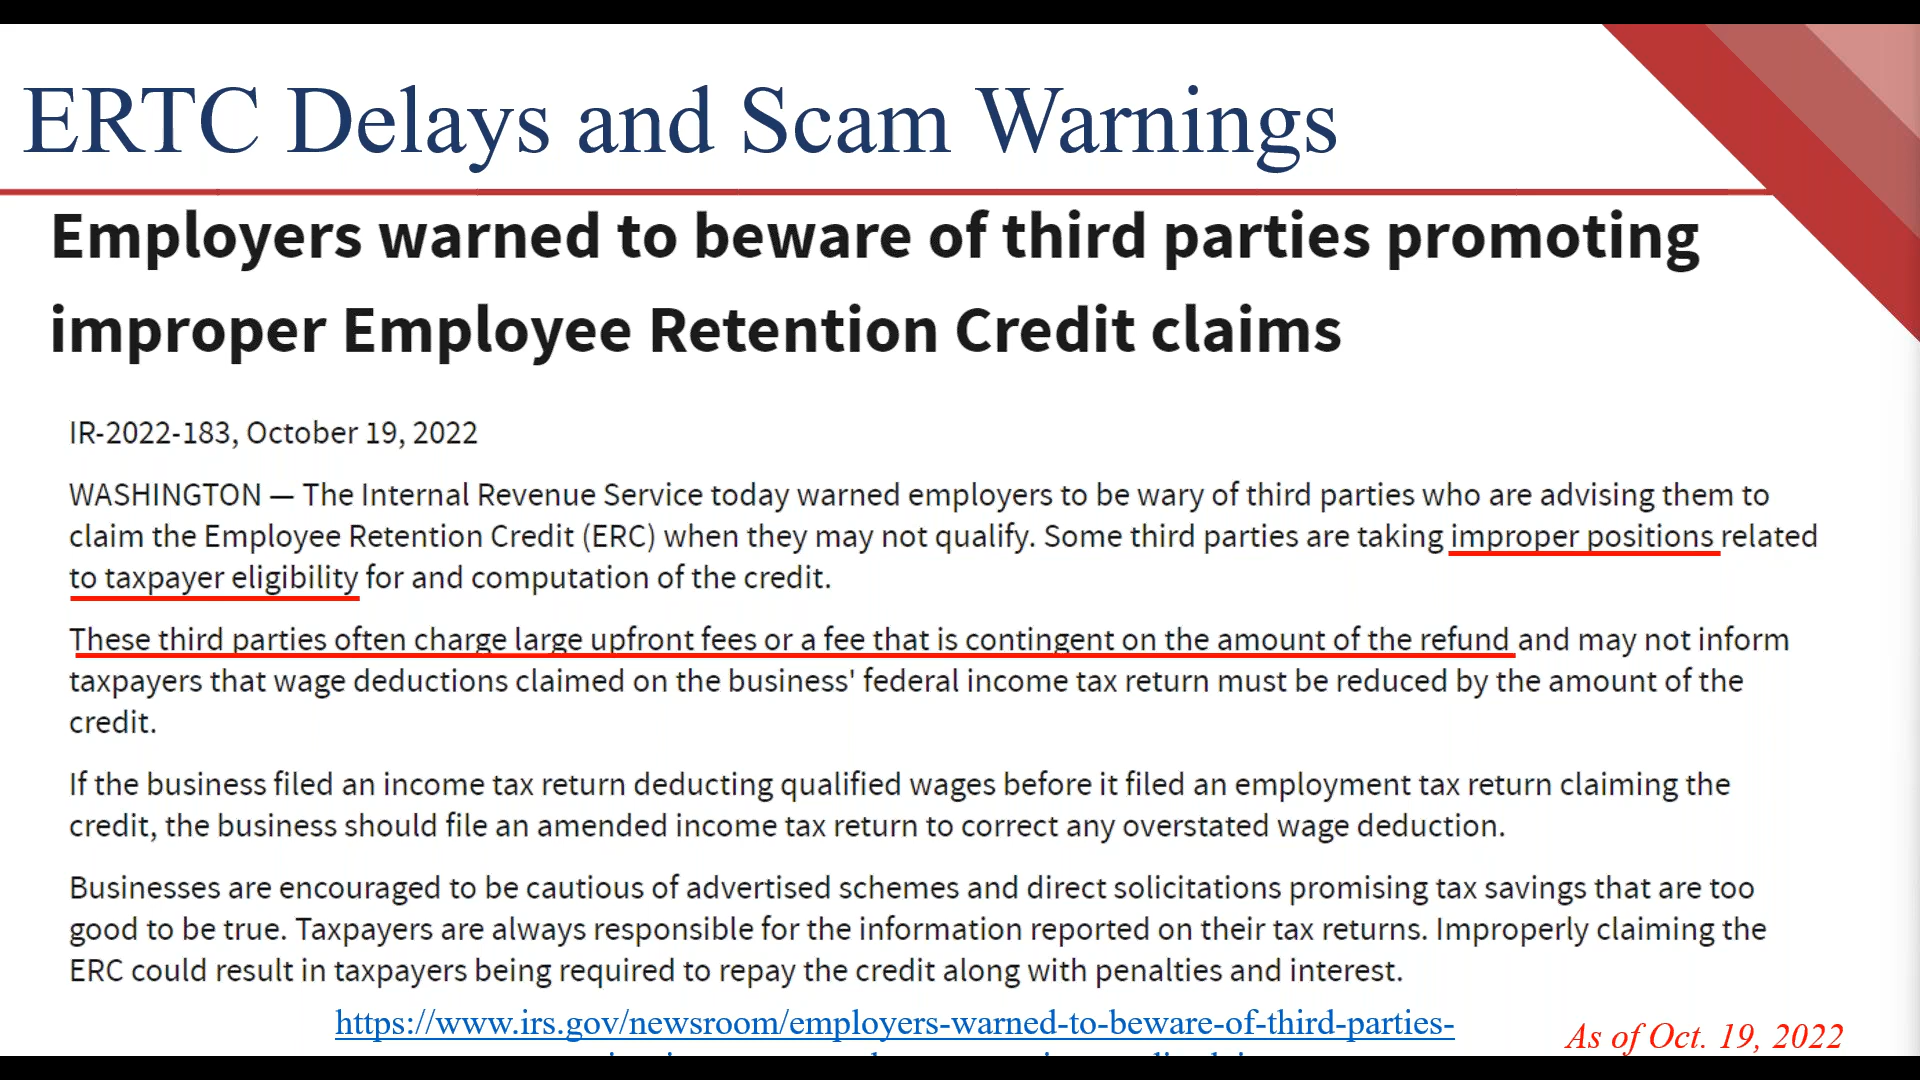 ERTC Delays and Scam Warnings
Employers warned to beware of third parties promoting
improper Employee Retention Credit claims
IR-2022-183, October 19, 2022
WASHINGTON — The Internal Revenue Service today warned employers to be wary of third parties who are advising them to
claim the Employee Retention Credit (ERC) when they may not qualify. Some third parties are taking improper positions related
to taxpayer eligibility for and computation of the credit.
These third parties often charge large upfront fees or a fee that is contingent on the amount of the refund and may not inform
taxpayers that wage deductions claimed on the business' federal income tax return must be reduced by the amount of the
credit.
If the business filed an income tax return deducting qualified wages before it filed an employment tax return claiming the
credit, the business should file an amended income tax return to correct any overstated wage deduction.
Businesses are encouraged to be cautious of advertised schemes and direct solicitations promising tax savings that are too
good to be true. Taxpayers are always responsible for the information reported on their tax returns. Improperly claiming the
ERC could result in taxpayers being required to repay the credit along with penalties and interest.
https://www.irs.gov/newsroom/employers-warned-to-beware-of-third-parties-
As of Oct. 19, 2022